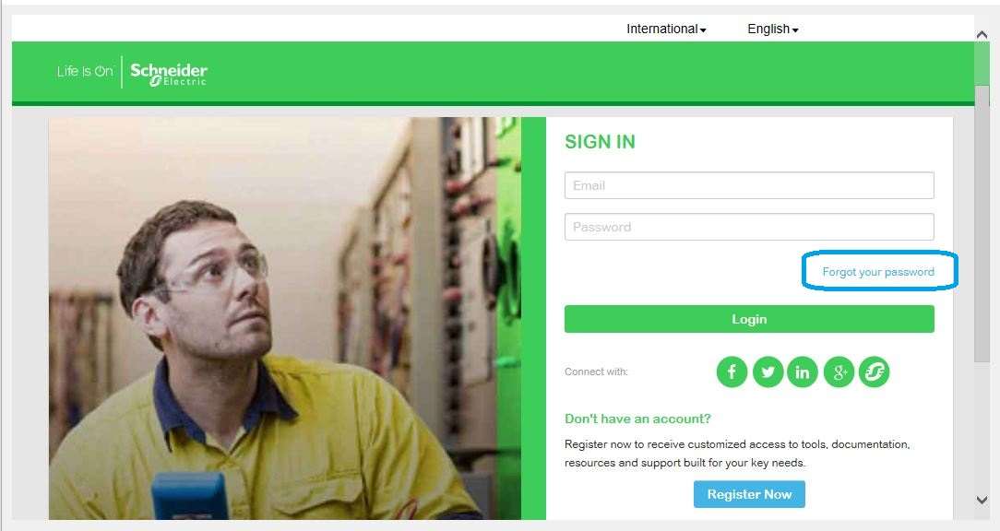 International English
Life Is On Schneider Electric
SIGN IN
Email
Password
Forgot your password
Login
Connect with:
Don't have an account?
Register now to receive customized access to tools, documentation,
resources and support built for your key needs.
Register Now